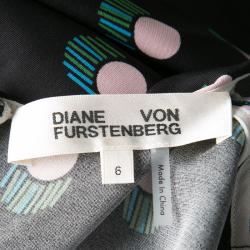 DIANE VON
FURSTENBERG
6
Made in China